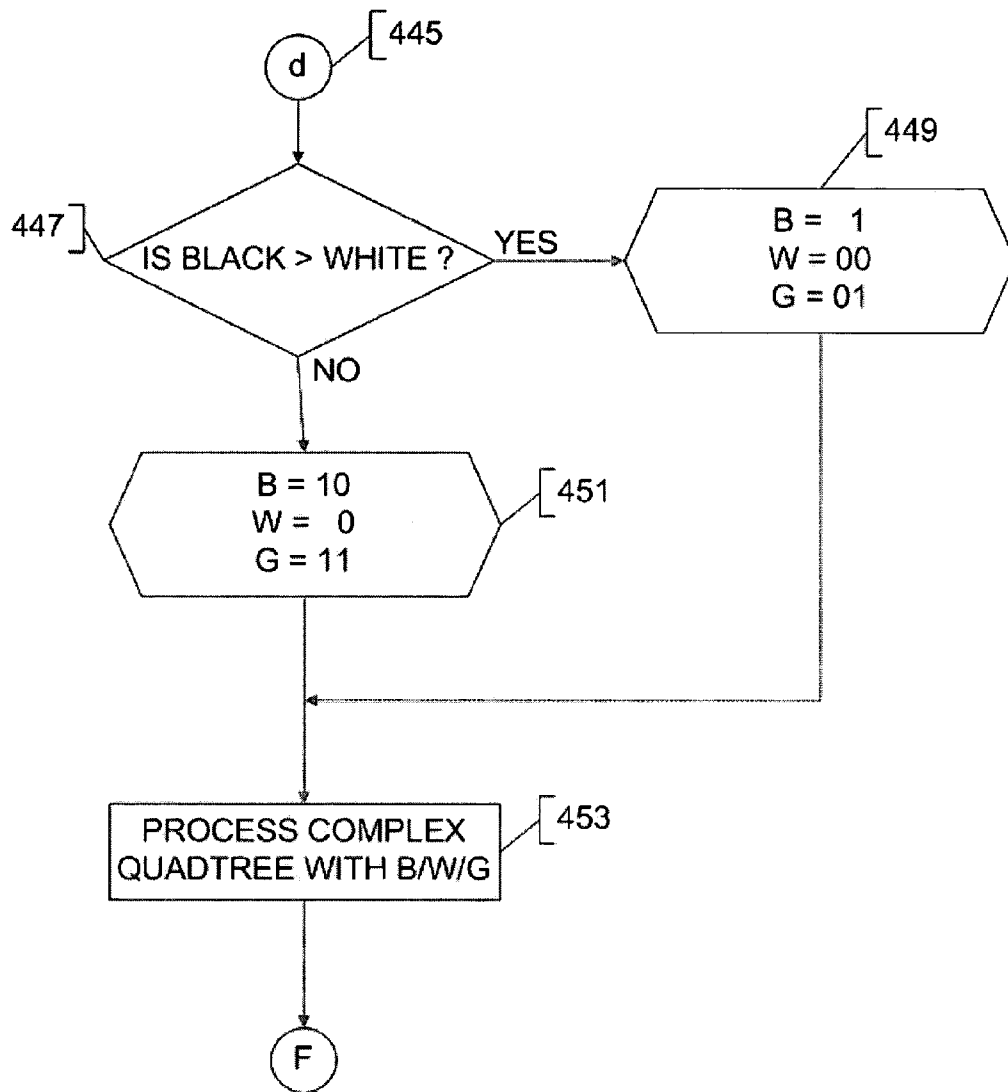 445
d
449
447
IS BLACK > WHITE ?
YES
B = 1
W = 00
G = 01
NO
B = 10
W = 0
G = 11
451
PROCESS COMPLEX
QUADTREE WITH B/W/G
453
F